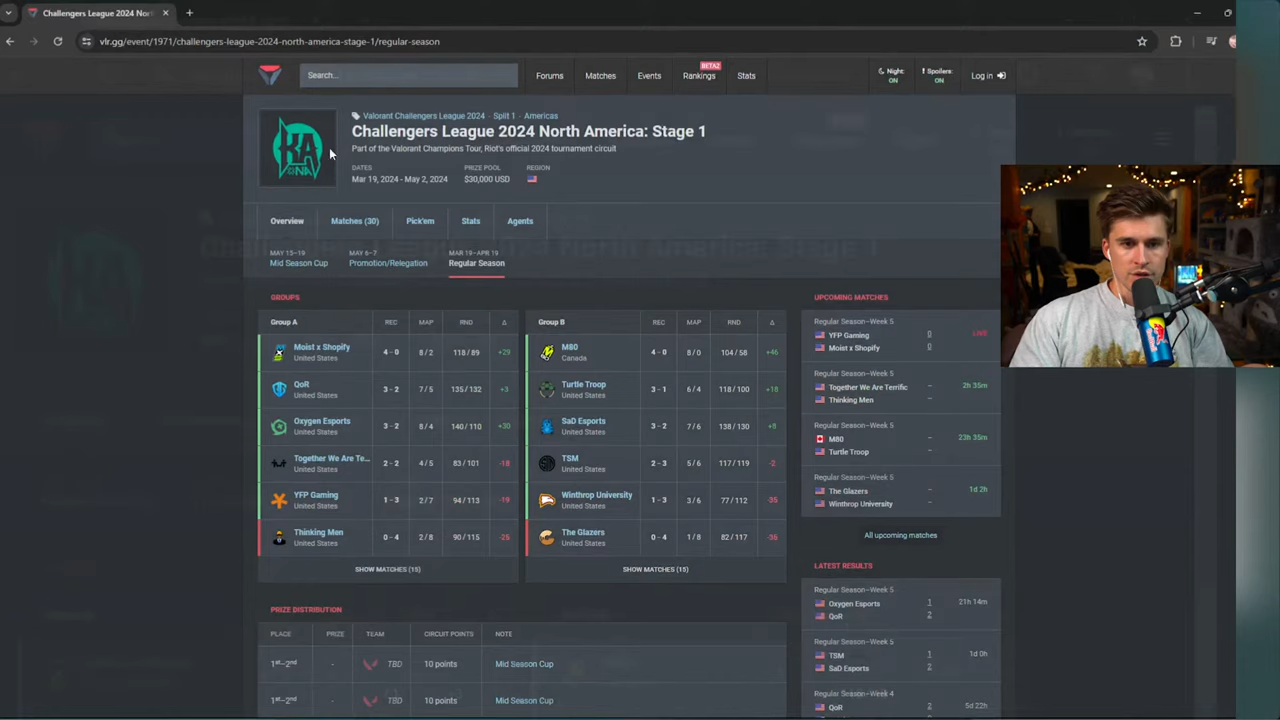 Challengers League 2024 Nort
vlr.gg/event/1971/challengers-league-2024-north-america-stage-1/regular-season
Search...
Forums
Matches
Events
BETA2
Rankings
Stats
Night:
ON
Spoilers:
ON
Log in
Valorant Challengers League 2024 · Split 1 · Americas
Challengers League 2024 North America: Stage 1
Part of the Valorant Champions Tour, Riot's official 2024 tournament circuit
DATES PRIZE POOL REGION
Mar 19, 2024 - May 2, 2024 $30,000 USD
Overview Matches (30) Pick'em Stats Agents
MAY 13–19 MAY 6–7 MAR 19–APR 19
Mid Season Cup Promotion/Relegation Regular Season
GROUPS
Group A REC MAP RND Δ
Moist x Shopify 4-0 8/2 118/89 +29
United States
QoR 3-2 7/5 135/132 +3
United States
Oxygen Esports 3-2 8/4 140/110 +30
United States
Together We Are Te... 2-2 4/5 83/101 -18
United States
YFP Gaming 1-3 2/7 94/113 -19
United States
Thinking Men 0-4 2/8 90/115 -25
United States
SHOW MATCHES (15)
Group B REC MAP RND Δ
M80 4-0 8/0 104/58 +46
Canada
Turtle Troop 3-1 6/4 118/100 +18
United States
SaD Esports 3-2 7/6 138/130 +8
United States
TSM 2-3 5/6 117/119 -2
United States
Winthrop University 1-3 3/6 77/112 -35
United States
The Glazers 0-4 1/8 82/117
United States
SHOW MATCHES (15)
UPCOMING MATCHES
Regular Season–Week 5
YFP Gaming 0 LIVE
Moist x Shopify 0
Regular Season–Week 5
Together We Are Terrific – 2h 35m
Thinking Men –
Regular Season–Week 5
M80 – 23h 35m
Turtle Troop –
Regular Season–Week 5
The Glazers – 1d 2h
Winthrop University –
All upcoming matches
LATEST RESULTS
Regular Season–Week 5
Oxygen Esports 1 21h 14m
QoR 2
Regular Season–Week 5
TSM 1 1d 0h
SaD Esports 2
Regular Season–Week 4
QoR 2 5d 22h
PRIZE DISTRIBUTION
PLACE PRIZE TEAM CIRCUIT POINTS NOTE
1st–2nd - TBD 10 points Mid Season Cup
1st–2nd - TBD 10 points Mid Season Cup